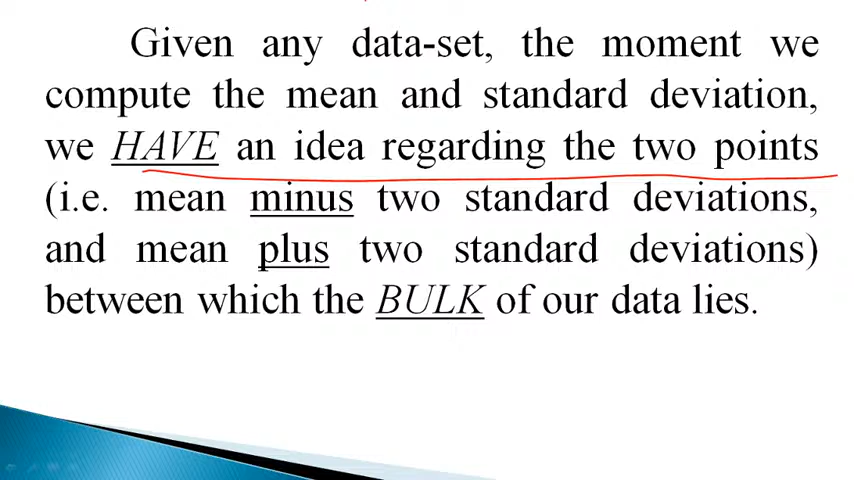 Given any data-set, the moment we
compute the mean and standard deviation,
we HAVE an idea regarding the two points
(i.e. mean minus two standard deviations,
and mean plus two standard deviations)
between which the BULK of our data lies.